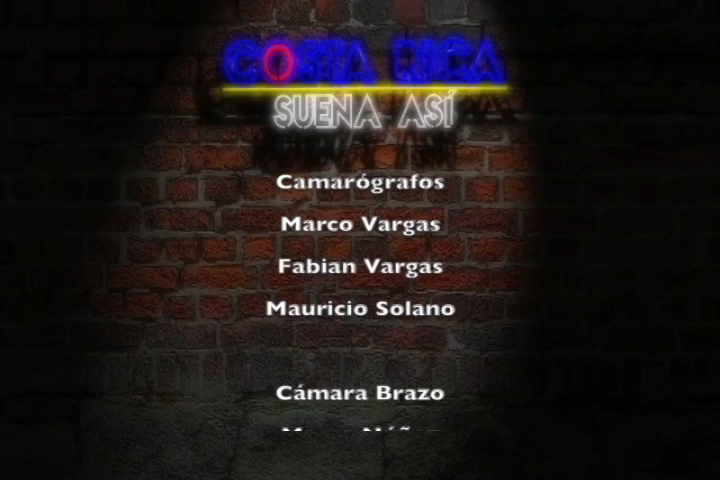 COSTA RICA
SUENA ASÍ
Camarógrafos
Marco Vargas
Fabian Vargas
Mauricio Solano
Cámara Brazo